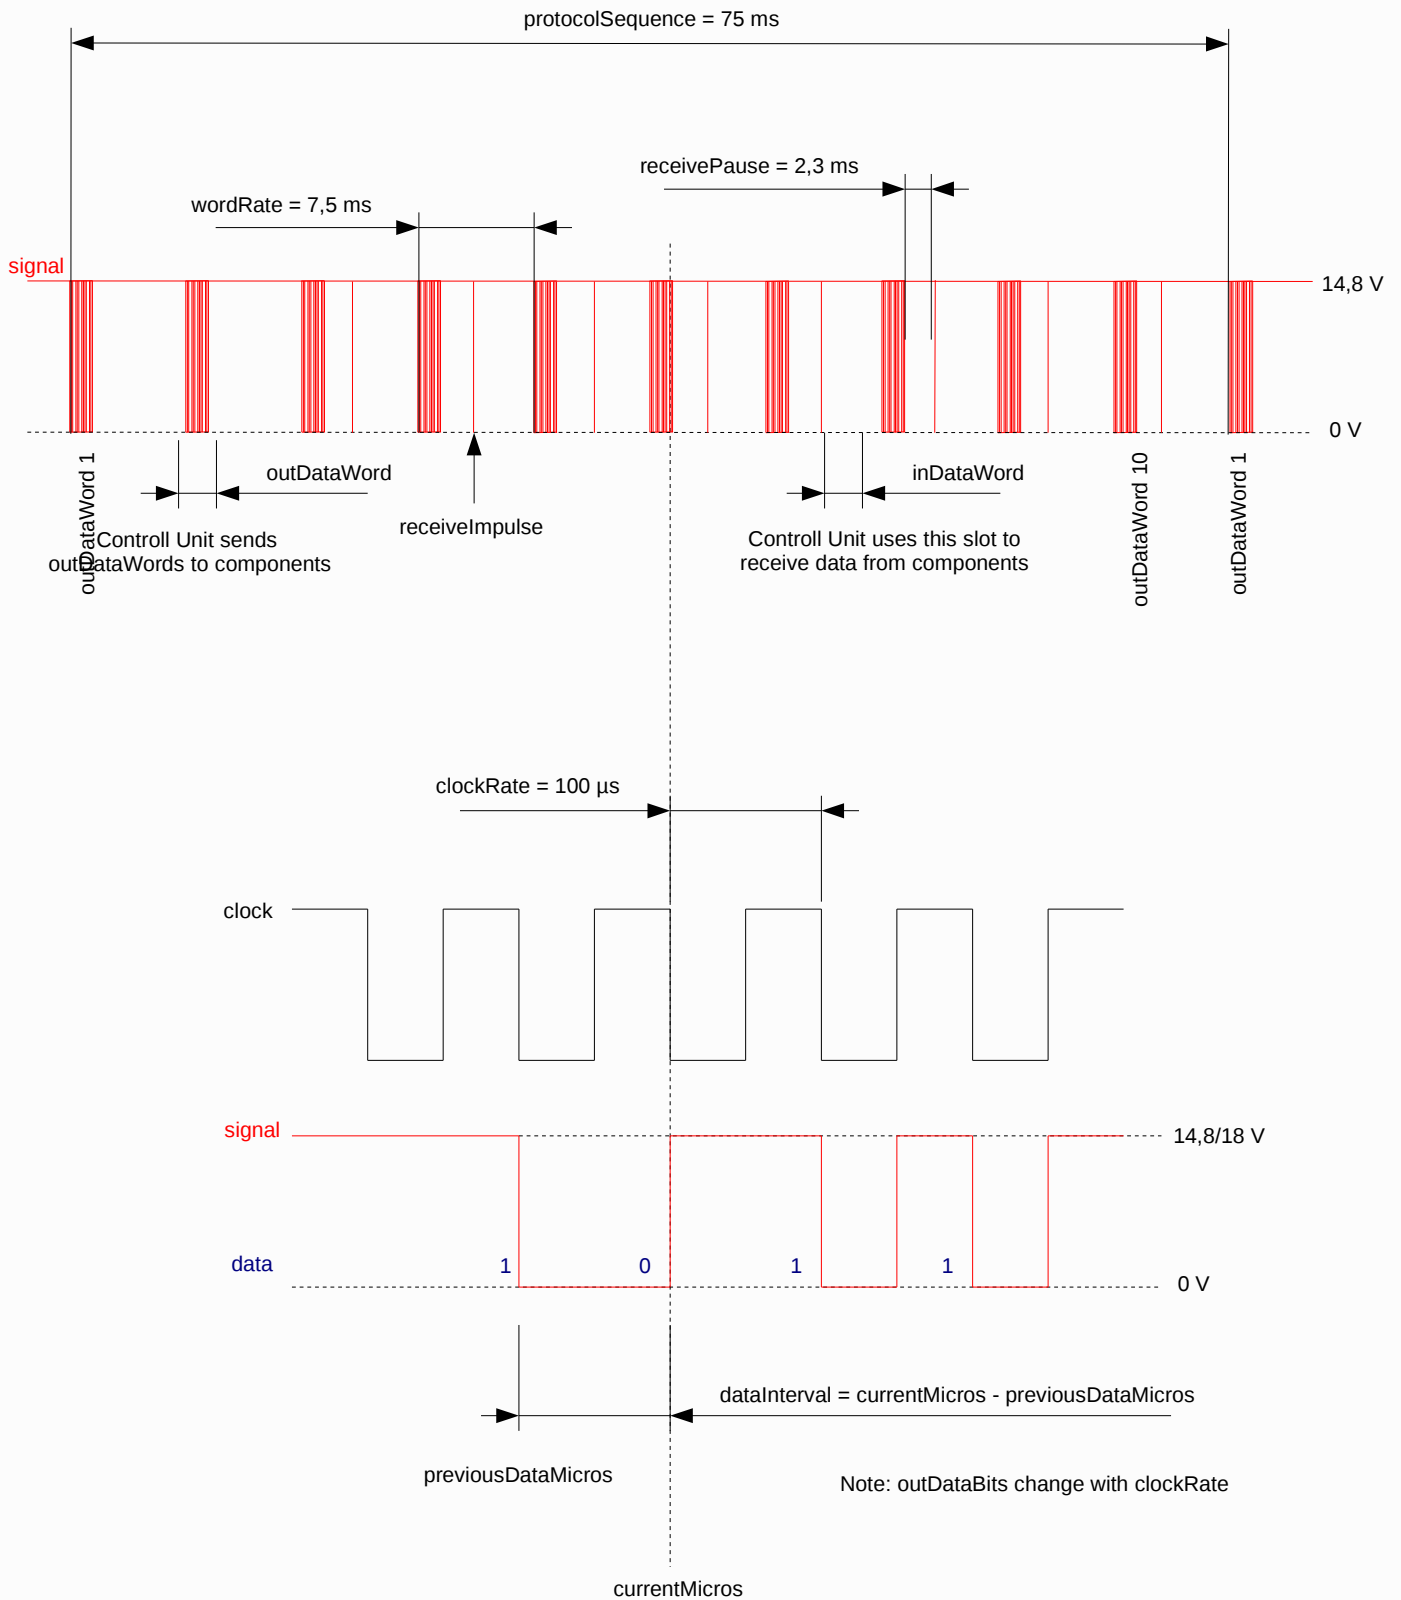 protocolSequence = 75 ms
receivePause = 2,3 ms
wordRate = 7,5 ms
signal
14,8 V
0 V
outDataWord 1
outDataWord
inDataWord
outDataWord 10
outDataWord 1
receiveImpulse
Controll Unit sends
outDataWords to components
Controll Unit uses this slot to
receive data from components
clockRate = 100 µs
clock
signal
14,8/18 V
data
1
0
1
1
0 V
dataInterval = currentMicros - previousDataMicros
previousDataMicros
Note: outDataBits change with clockRate
currentMicros